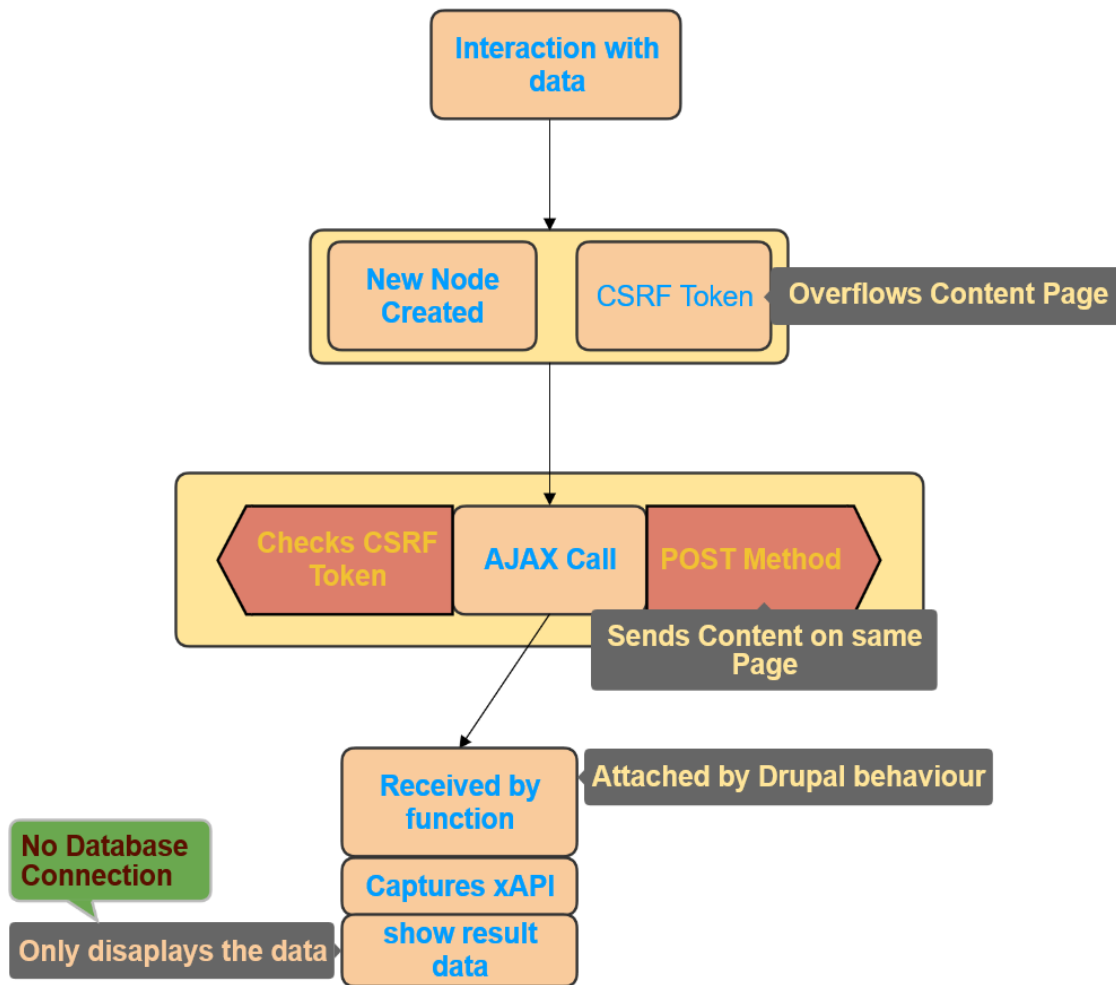 Interaction with
data
New Node
Created
CSRF Token
Overflows Content Page
Checks CSRF
Token
AJAX Call
POST Method
Sends Content on same
Page
Received by
function
Attached by Drupal behaviour
No Database
Connection
Captures xAPI
show result
data
Only disaplays the data